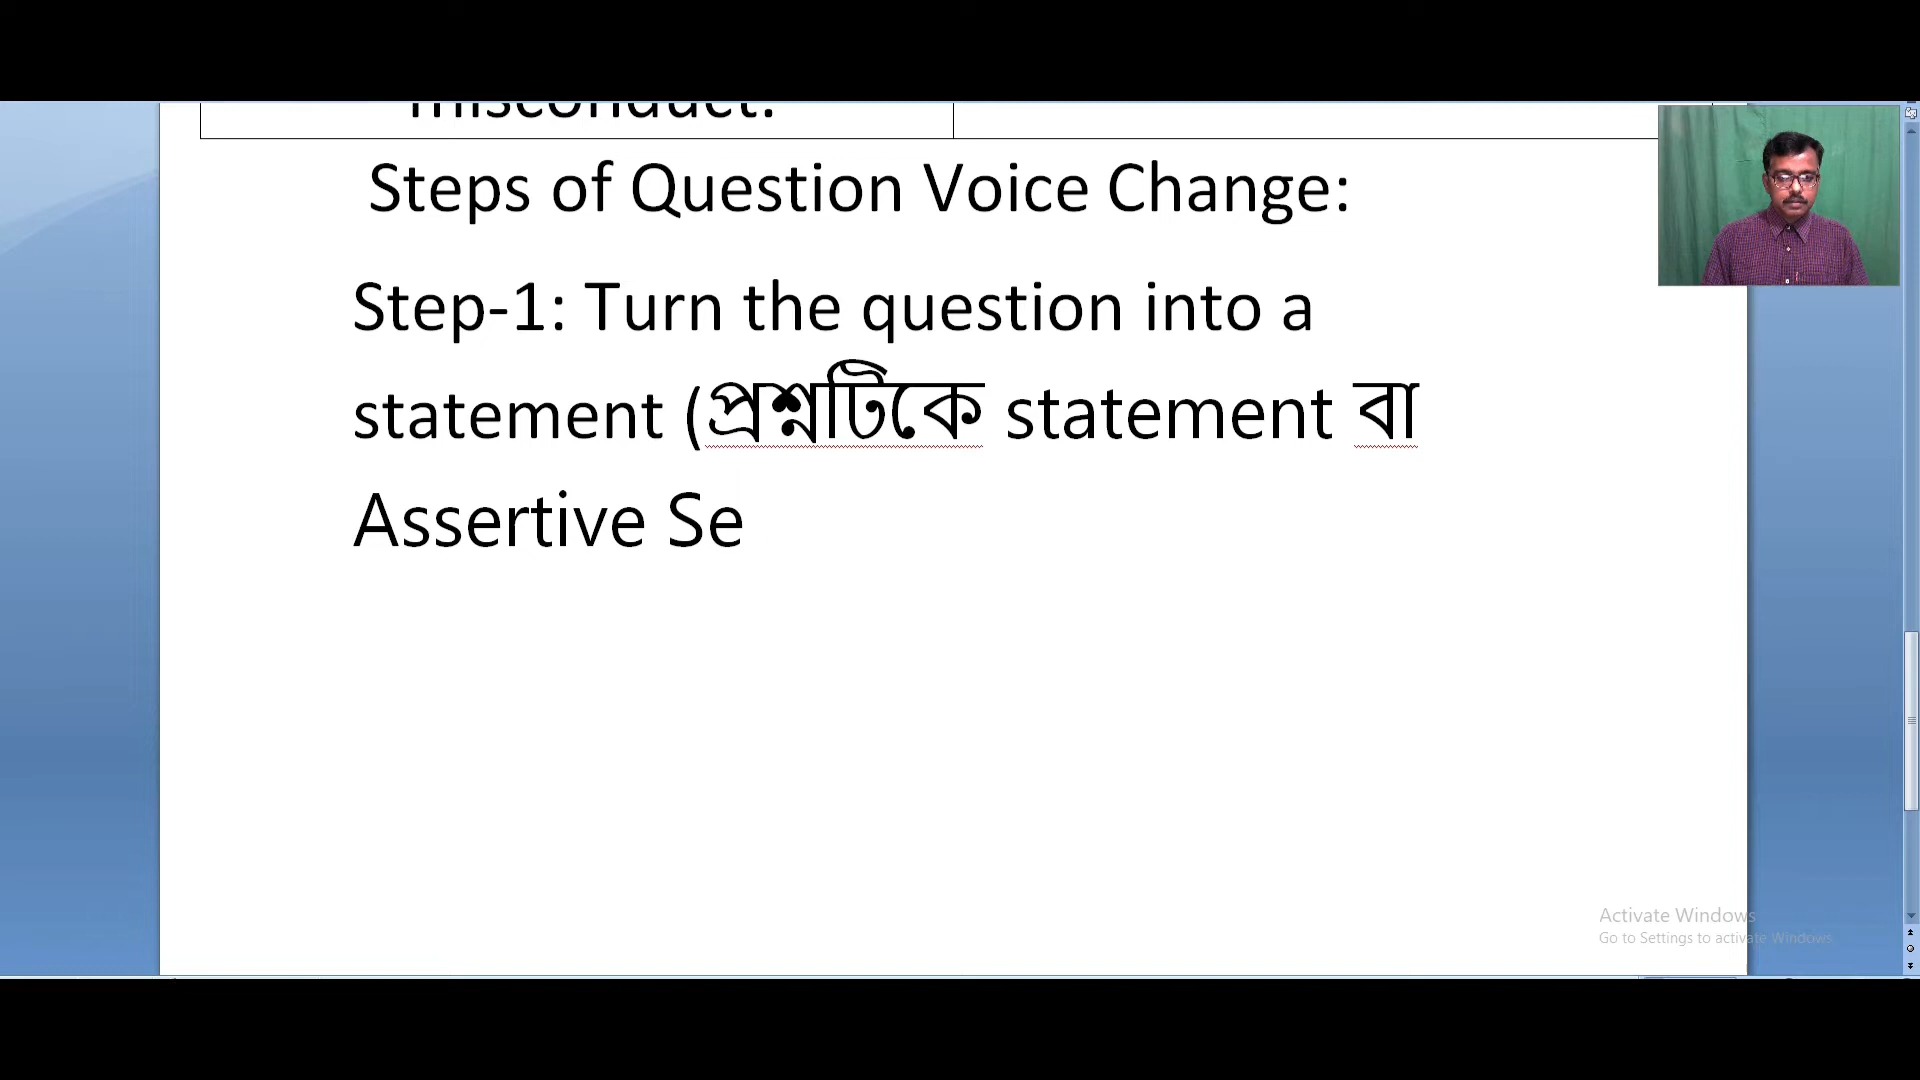 misconduct.
Steps of Question Voice Change:
Step-1: Turn the question into a
statement (প্রশ্নটিকে statement বা
Assertive Se
Activate Windows
Go to Settings to activate Windows.